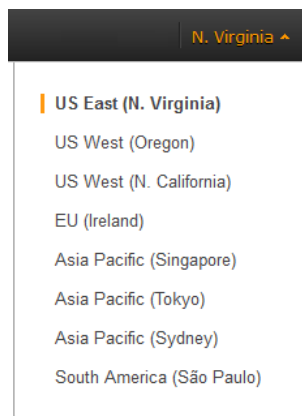 N. Virginia
US East (N. Virginia)
US West (Oregon)
US West (N. California)
EU (Ireland)
Asia Pacific (Singapore)
Asia Pacific (Tokyo)
Asia Pacific (Sydney)
South America (São Paulo)